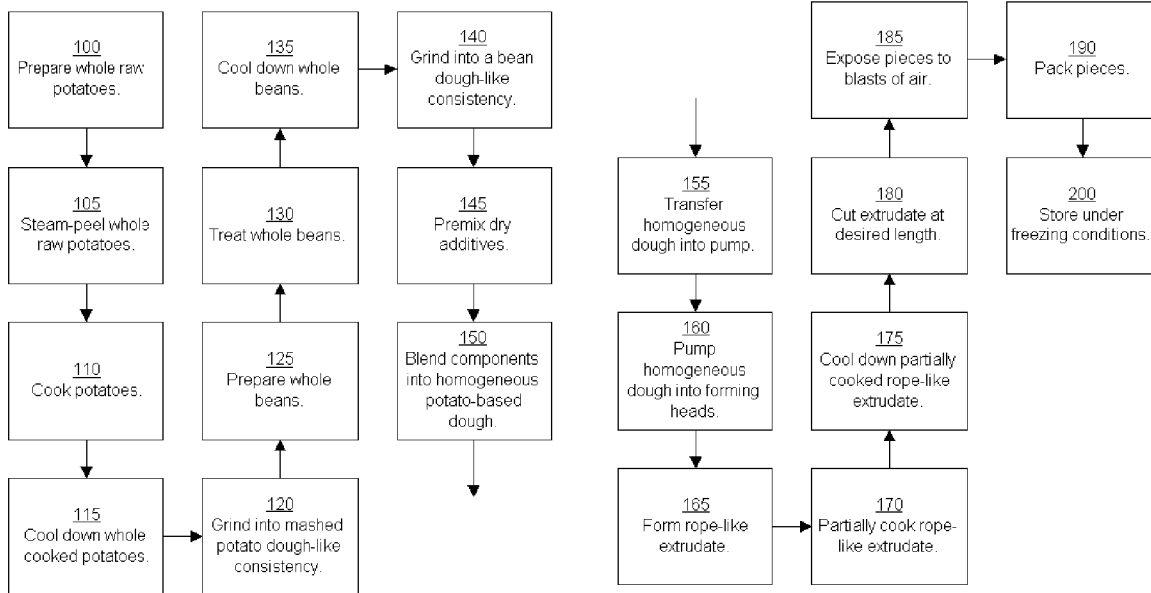 100
Prepare whole raw
potatoes.
105
Steam-peel whole
raw potatoes.
110
Cook potatoes.
115
Cool down whole
cooked potatoes.
120
Grind into mashed
potato dough-like
consistency.
125
Prepare whole
beans.
130
Treat whole beans.
135
Cool down whole
beans.
140
Grind into a bean
dough-like
consistency.
145
Premix dry
additives.
150
Blend components
into homogeneous
potato-based
dough.
155
Transfer
homogeneous
dough into pump.
160
Pump
homogeneous
dough into forming
heads.
165
Form rope-like
extrudate.
170
Partially cook rope-
like extrudate.
175
Cool down partially
cooked rope-like
extrudate.
180
Cut extrudate at
desired length.
185
Expose pieces to
blasts of air.
190
Pack pieces.
200
Store under
freezing conditions.